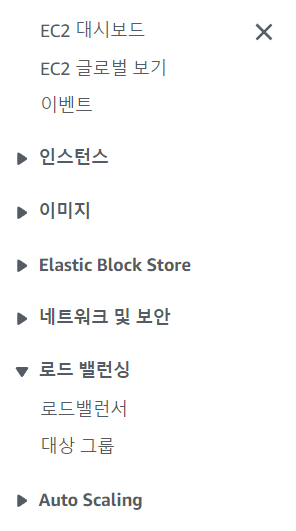 EC2 대시보드
EC2 글로벌 보기
이벤트
인스턴스
이미지
Elastic Block Store
네트워크 및 보안
로드 밸런싱
로드밸런서
대상 그룹
Auto Scaling